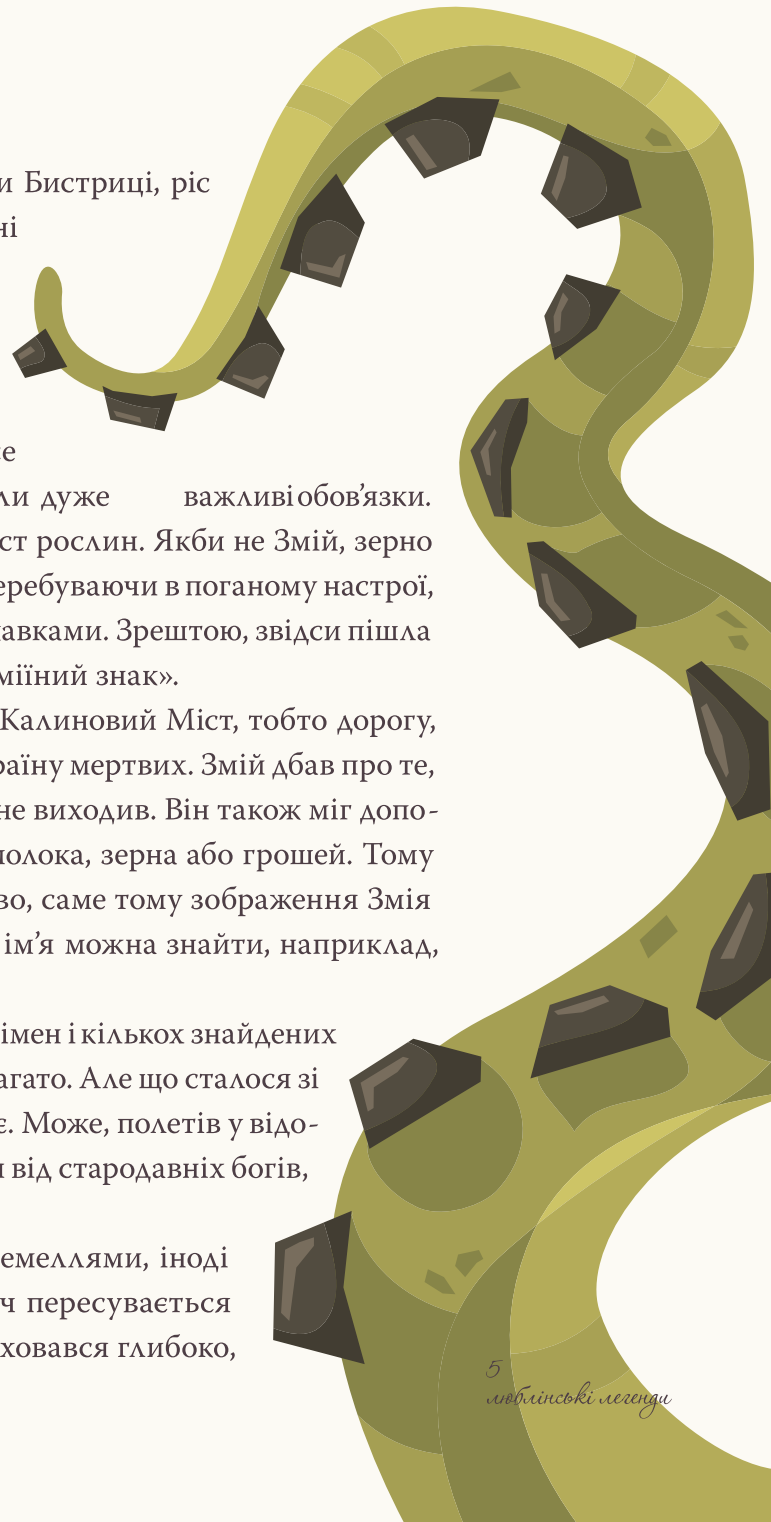 и Бистриці, ріс
ні
се
ли дуже важливі обов’язки.
ст рослин. Якби не Змій, зерно
еребуваючи в поганому настрої,
авками. Зрештою, звідси пішла
міїний знак».
Калиновий Міст, тобто дорогу,
раїну мертвих. Змій дбав про те,
не виходив. Він також міг допо-
молока, зерна або грошей. Тому
во, саме тому зображення Змія
ім’я можна знайти, наприклад,
імен і кількох знайдених
агато. Але що сталося зі
є. Може, полетів у відо-
від стародавніх богів,
емеллями, іноді
ч пересувається
ховався глибоко,
5
люблінські легенди